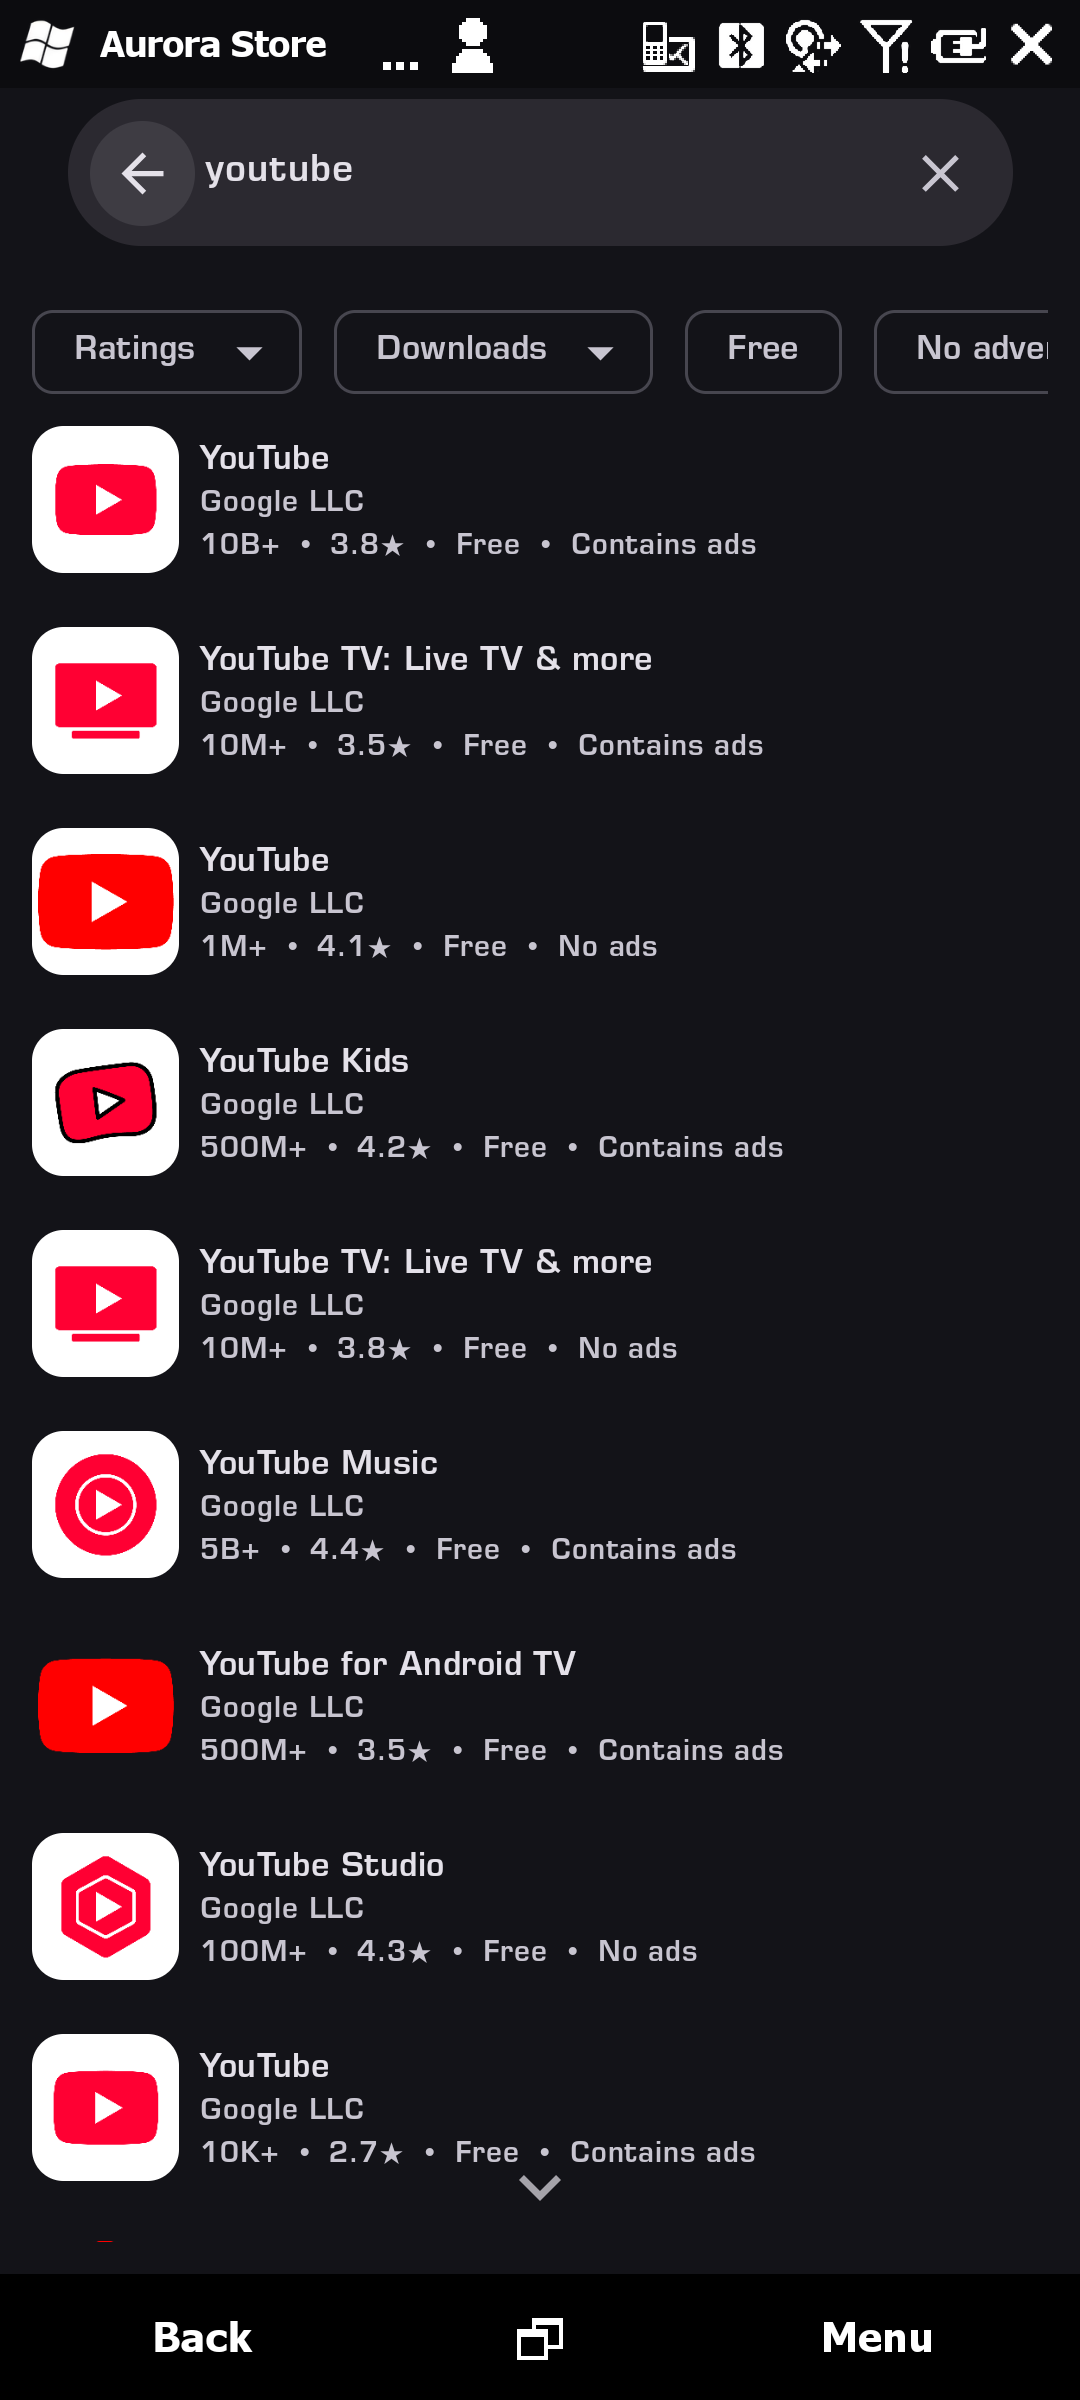 Aurora Store
youtube
Ratings
Downloads
Free
No adver
YouTube
Google LLC
10B+ • 3.8★ • Free • Contains ads
YouTube TV: Live TV & more
Google LLC
10M+ • 3.5★ • Free • Contains ads
YouTube
Google LLC
1M+ • 4.1★ • Free • No ads
YouTube Kids
Google LLC
500M+ • 4.2★ • Free • Contains ads
YouTube TV: Live TV & more
Google LLC
10M+ • 3.8★ • Free • No ads
YouTube Music
Google LLC
5B+ • 4.4★ • Free • Contains ads
YouTube for Android TV
Google LLC
500M+ • 3.5★ • Free • Contains ads
YouTube Studio
Google LLC
100M+ • 4.3★ • Free • No ads
YouTube
Google LLC
10K+ • 2.7★ • Free • Contains ads
Back
Menu